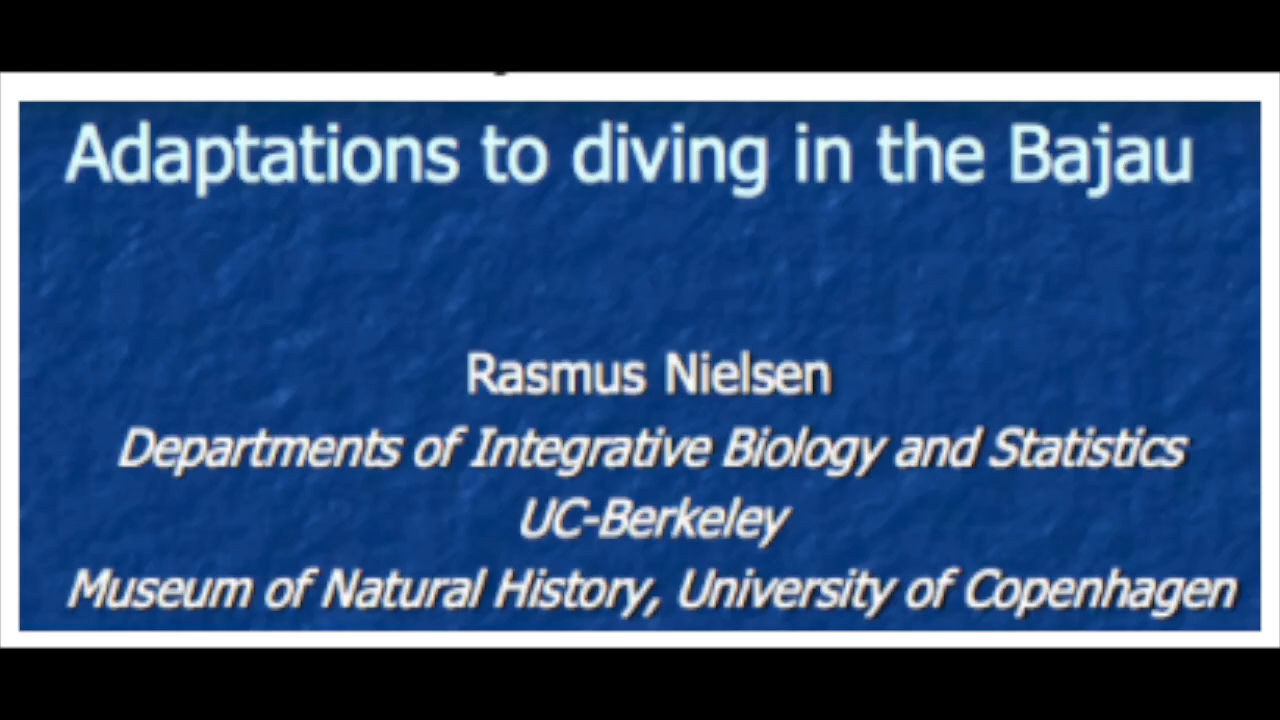 Adaptations to diving in the Bajau
Rasmus Nielsen
Departments of Integrative Biology and Statistics
UC-Berkeley
Museum of Natural History, University of Copenhagen